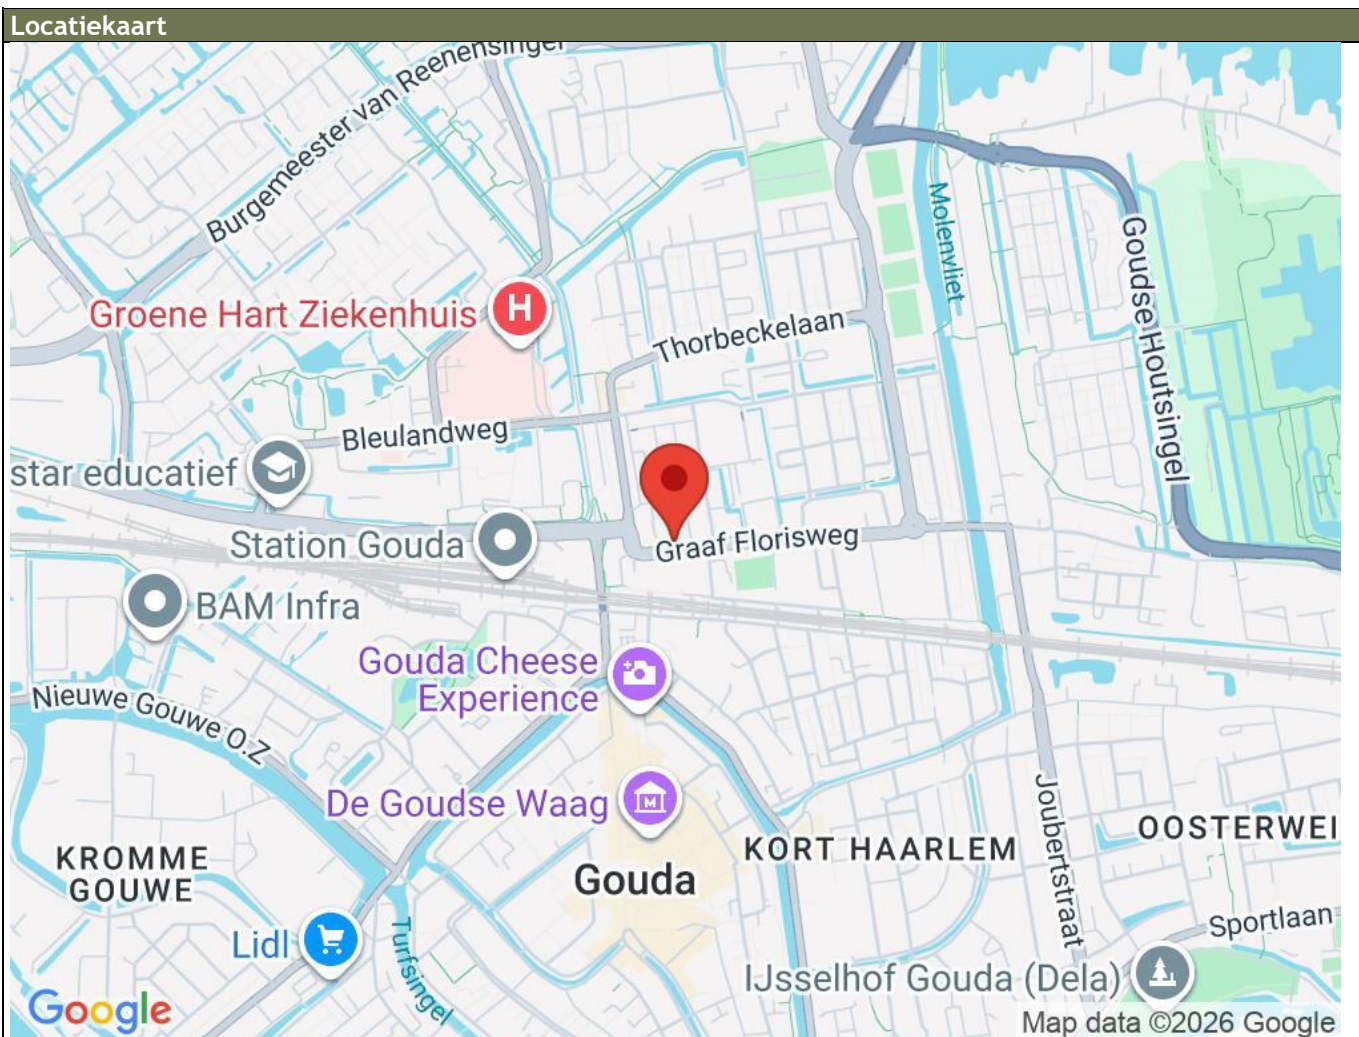 Locatiekaart
Burgemeester van Reenensingel
Molenvliet
Goudse Houtsingel
Groene Hart Ziekenhuis
H
Thorbeckelaan
Bleulandweg
star educatief
Station Gouda
Graaf Florisweg
BAM Infra
Gouda Cheese
Experience
Nieuwe Gouwe O.Z
De Goudse Waag
M
Joubertstraat
KORT HAARLEM
OOSTERWEI
KROMME
GOUWE
Gouda
Lidl
Turfsingel
Sportlaan
IJsselhof Gouda (Dela)
Google
Map data ©2026 Google